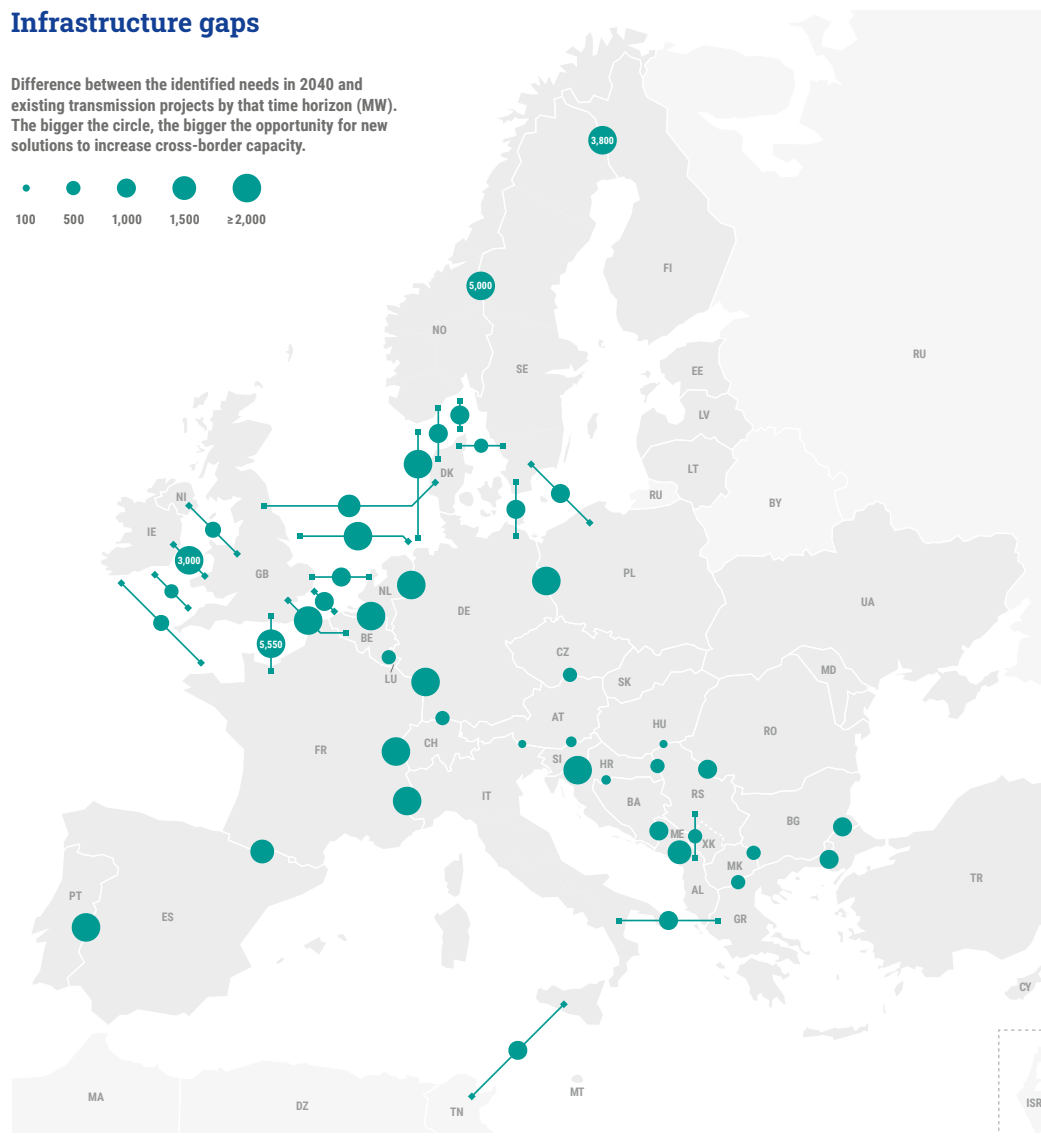 Infrastructure gaps
Difference between the identified needs in 2040 and
existing transmission projects by that time horizon (MW).
The bigger the circle, the bigger the opportunity for new
solutions to increase cross-border capacity.
100 500 1,000 1,500 ≥ 2,000
3,800
FI
5,000
NO
RU
SE
EE
LV
DK
LT
NI
RU
BY
IE
3,000
GB
PL
NL
DE
UA
BE
5,550
CZ
MD
LU
SK
AT
HU
RO
CH
FR
SI
HR
IT
RS
BA
BG
ME
XK
MK
TR
PT
AL
ES
GR
CY
MT
MA
ISR
DZ
TN